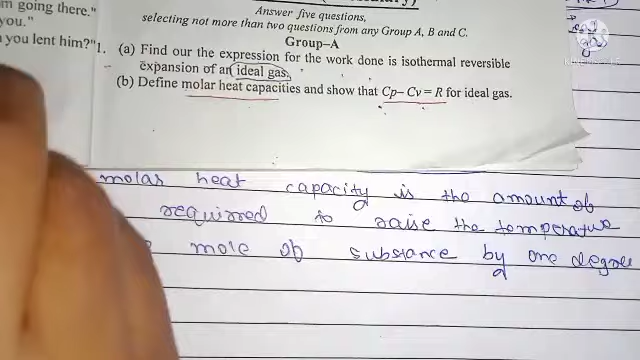 m going there."
you."
you lent him?"
Answer five questions,
selecting not more than two questions from any Group A, B and C.
Group–A
1. (a) Find our the expression for the work done is isothermal reversible
expansion of an ideal gas.
(b) Define molar heat capacities and show that Cp– Cv = R for ideal gas.
molar heat capacity is the amount of
requirred to raise the temperature
mole of substance by one degree